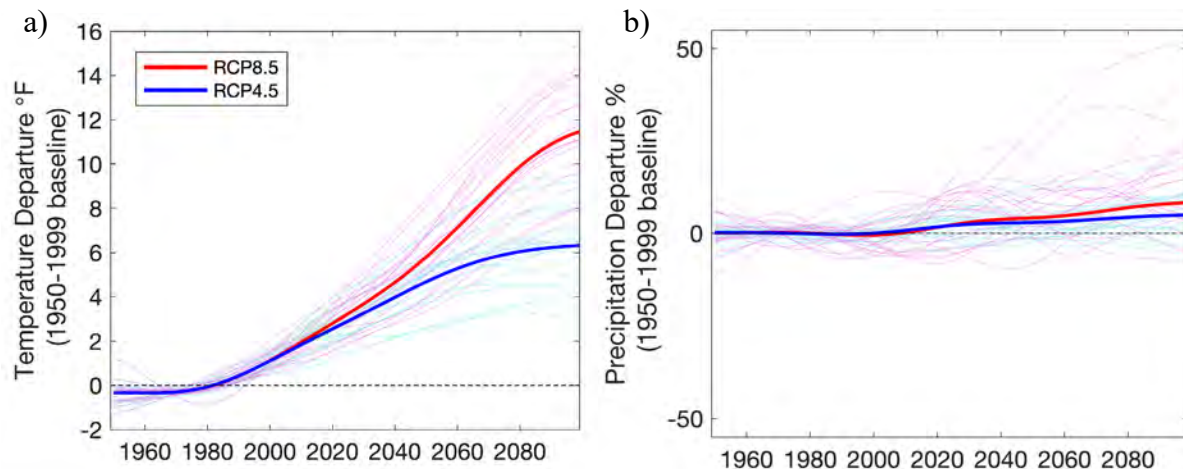 a)
Temperature Departure °F
(1950-1999 baseline)
16
14
12
10
8
6
4
2
0
-2
RCP8.5
RCP4.5
1960 1980 2000 2020 2040 2060 2080
b)
Precipitation Departure %
(1950-1999 baseline)
50
0
-50
1960 1980 2000 2020 2040 2060 2080